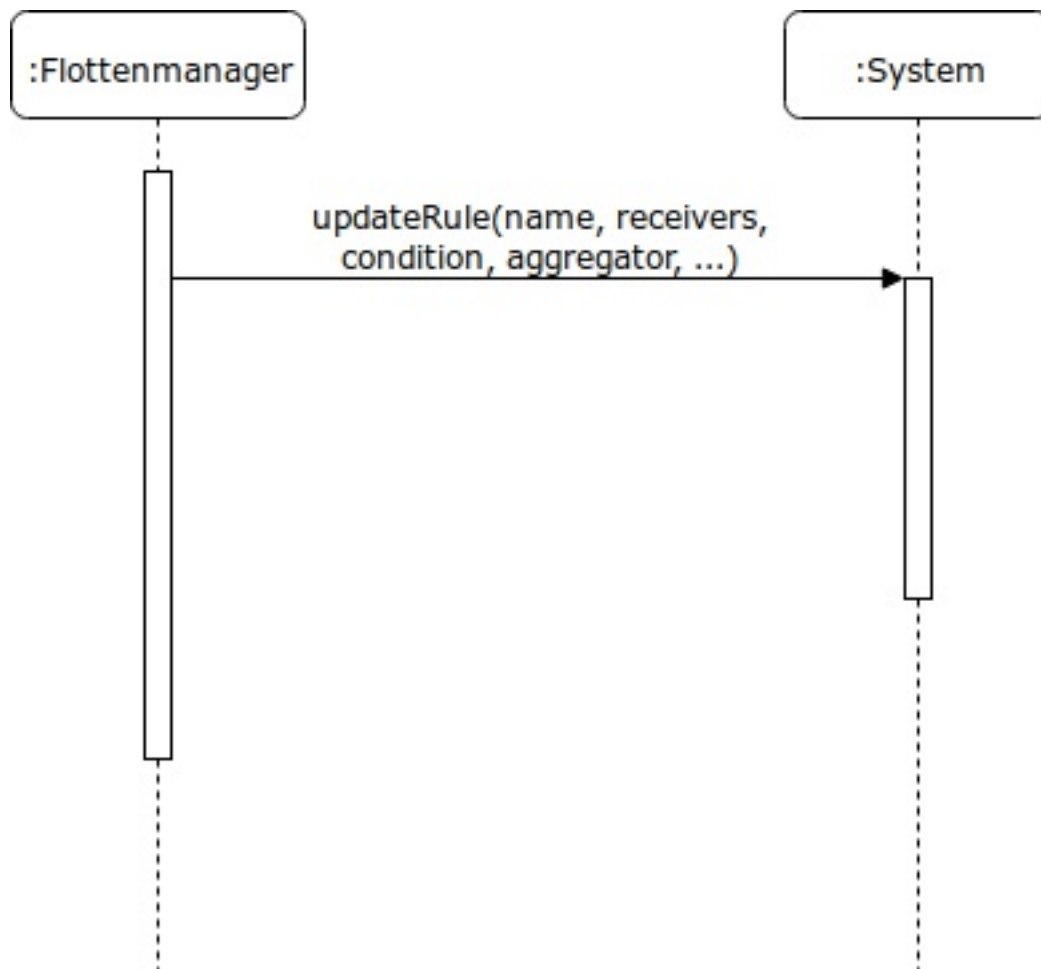 :Flottenmanager
:System
updateRule(name, receivers,
condition, aggregator, ...)